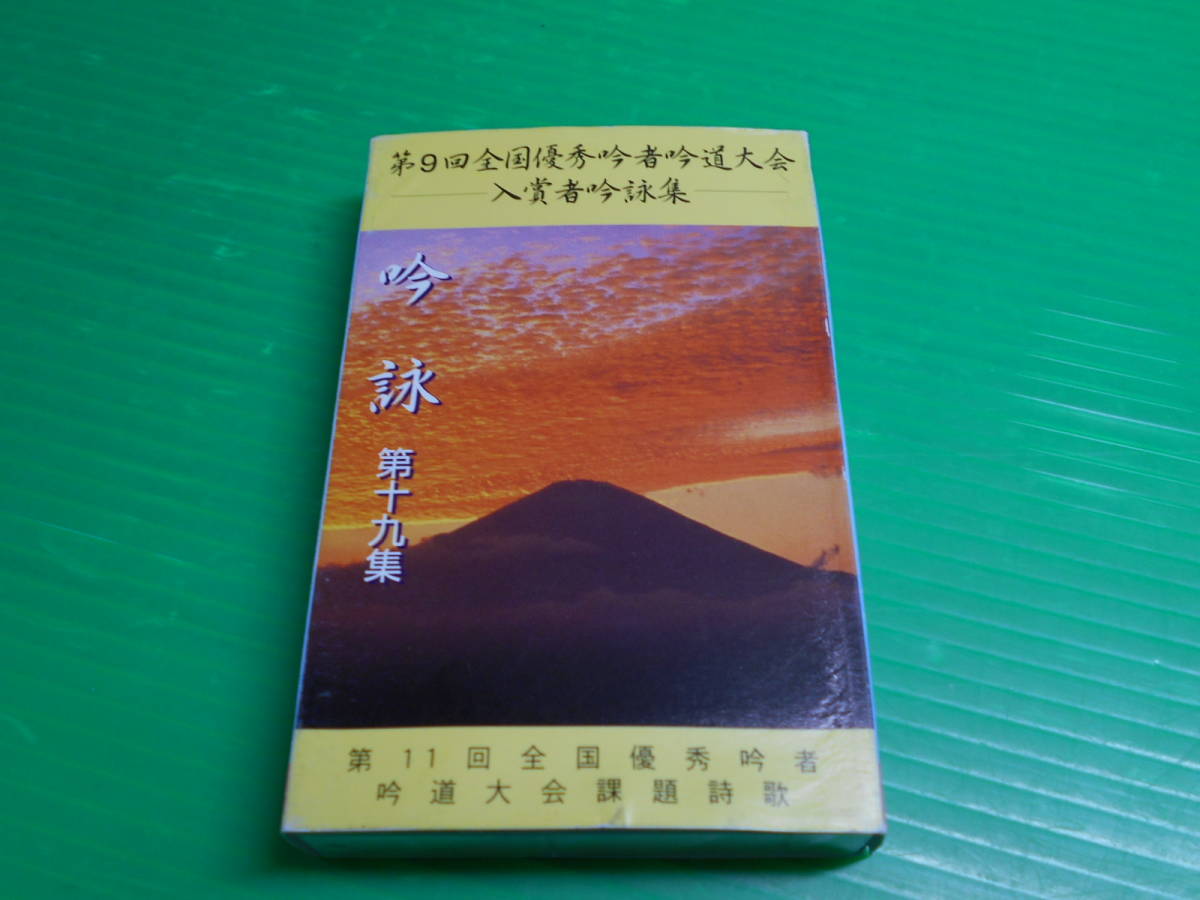 第9回全国優秀吟者吟道大会
入賞者吟詠集
吟詠
第十九集
第11回全国優秀吟者
吟道大会課題詩歌